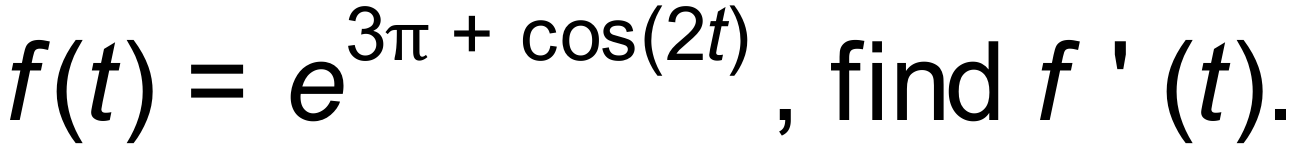 f(t) = e^{3π + cos(2t)}, find f ' (t).